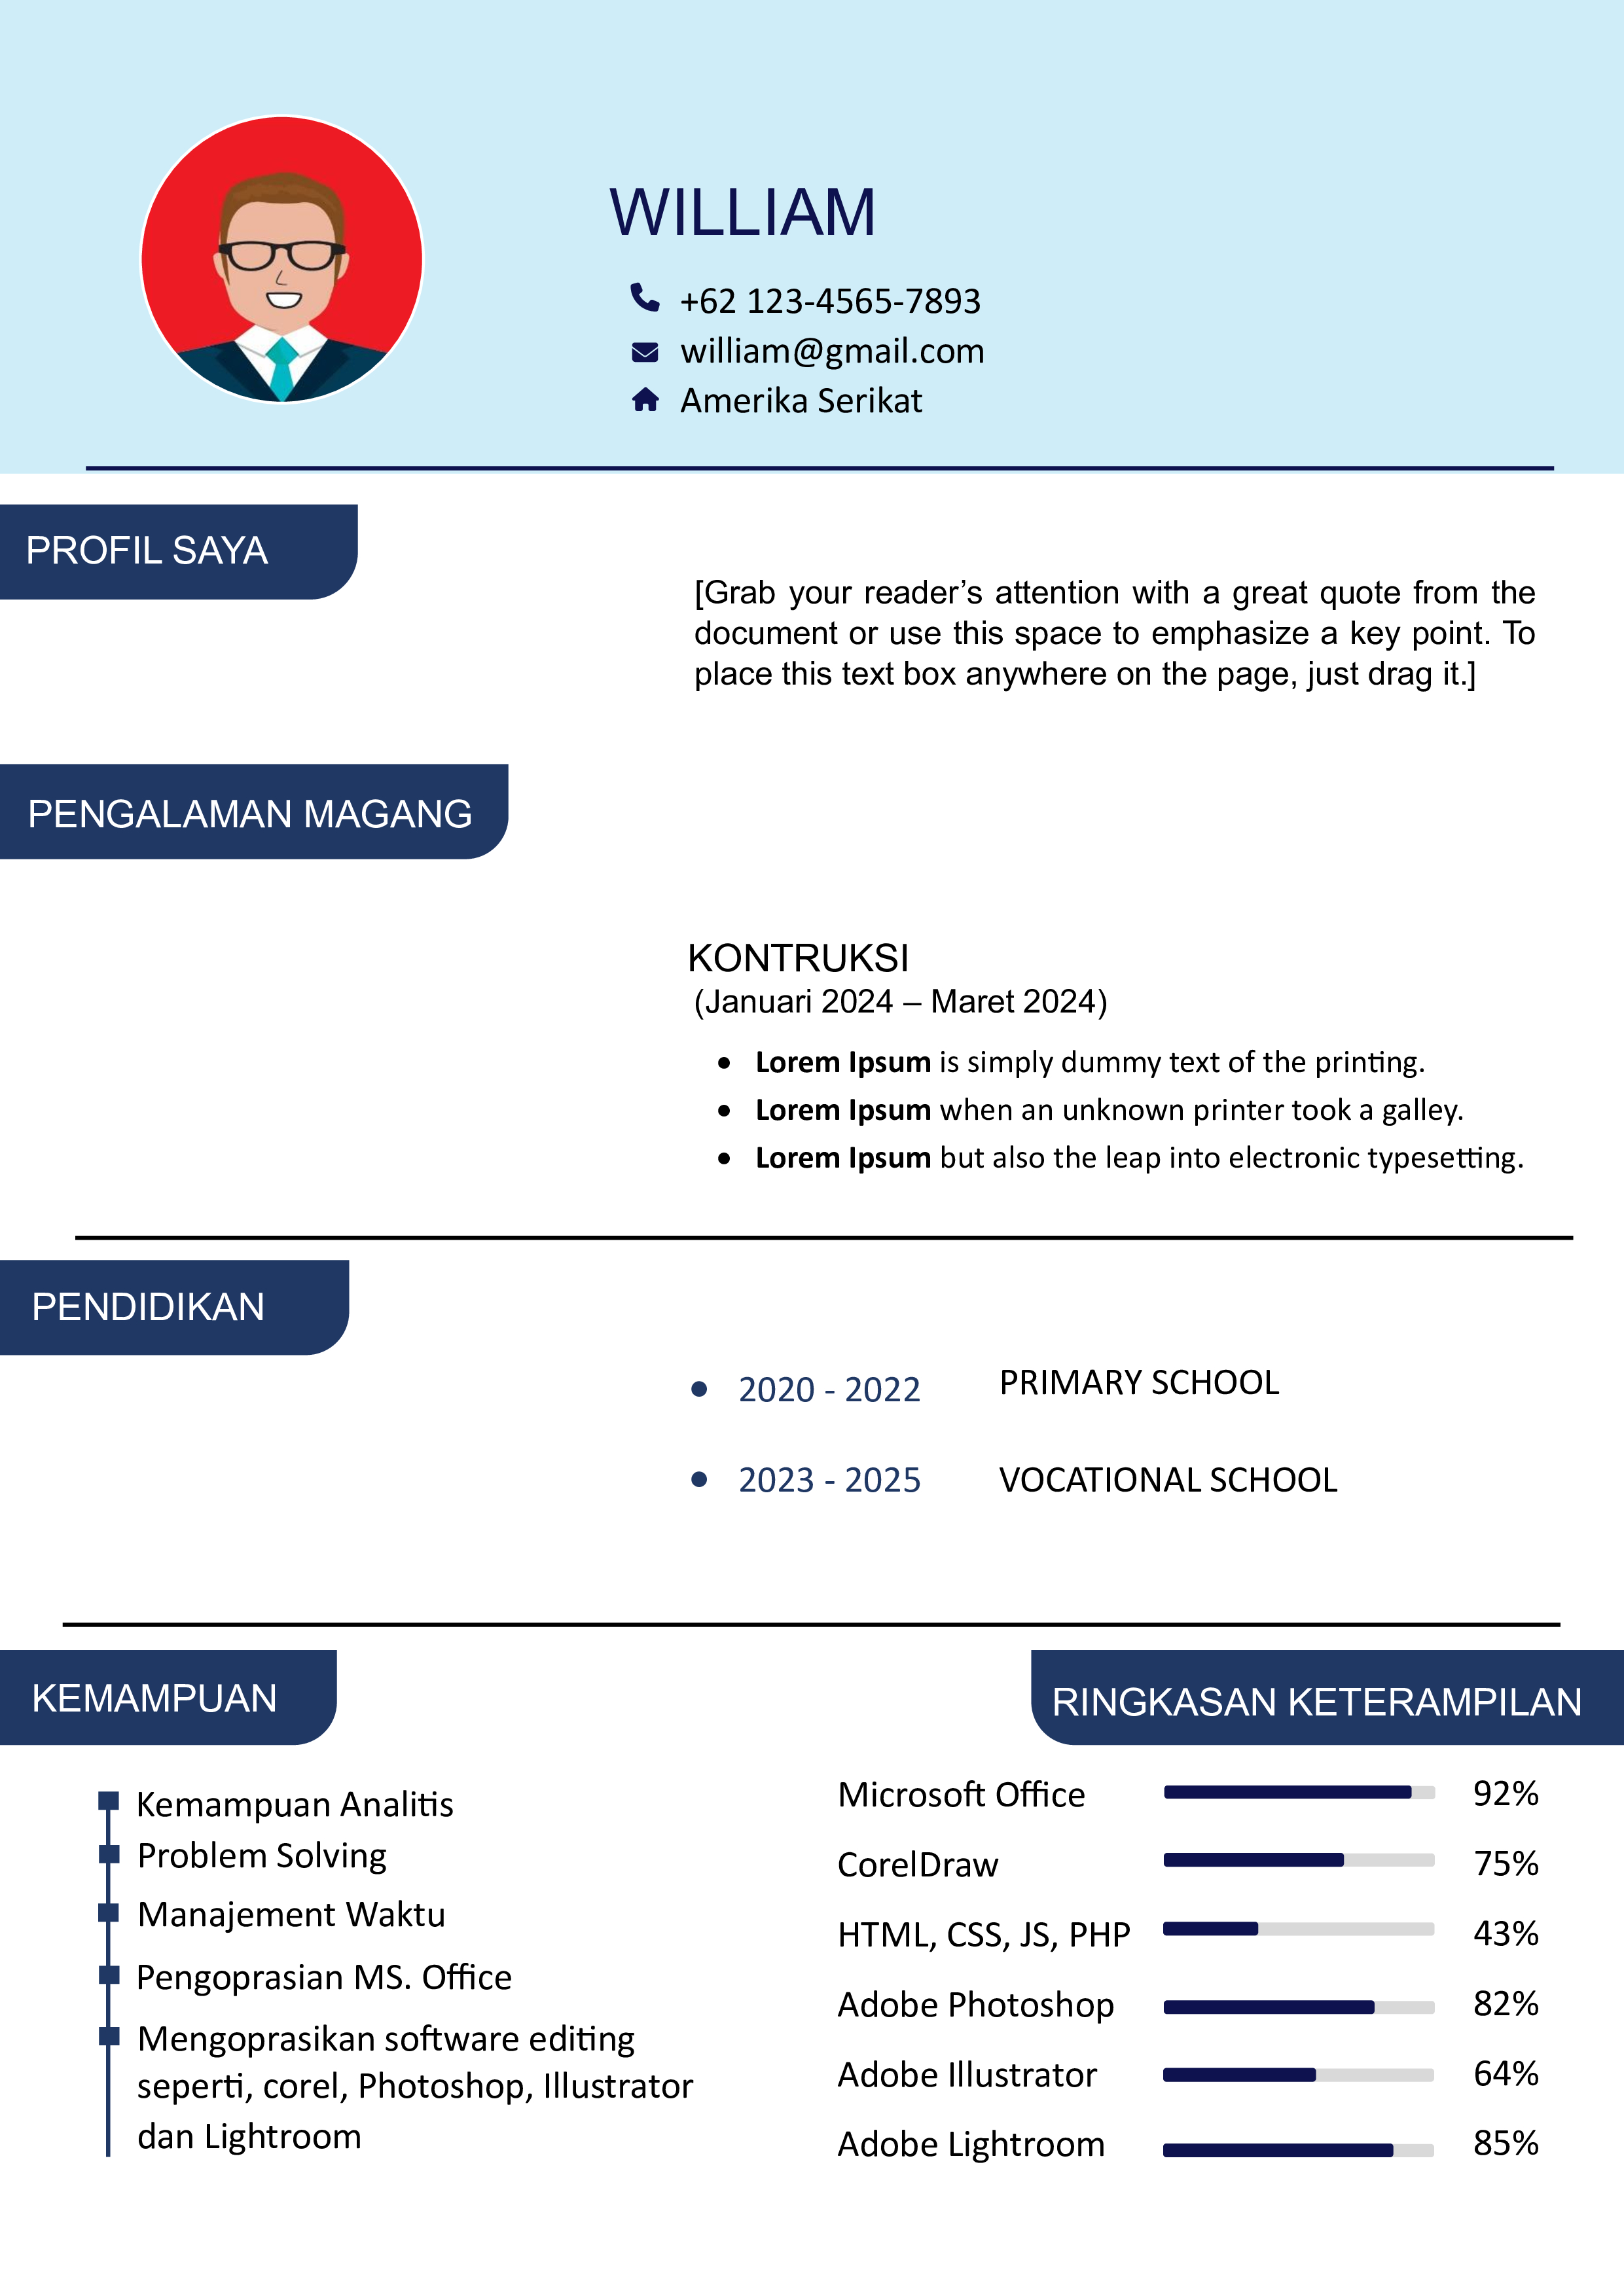 WILLIAM
+62 123-4565-7893
william@gmail.com
Amerika Serikat
PROFIL SAYA
[Grab your reader’s attention with a great quote from the
document or use this space to emphasize a key point. To
place this text box anywhere on the page, just drag it.]
PENGALAMAN MAGANG
KONTRUKSI
(Januari 2024 – Maret 2024)
• Lorem Ipsum is simply dummy text of the printing.
• Lorem Ipsum when an unknown printer took a galley.
• Lorem Ipsum but also the leap into electronic typesetting.
PENDIDIKAN
• 2020 - 2022 PRIMARY SCHOOL
• 2023 - 2025 VOCATIONAL SCHOOL
KEMAMPUAN
Kemampuan Analitis
Problem Solving
Manajement Waktu
Pengoprasian MS. Office
Mengoprasikan software editing
seperti, corel, Photoshop, Illustrator
dan Lightroom
RINGKASAN KETERAMPILAN
Microsoft Office 92%
CorelDraw 75%
HTML, CSS, JS, PHP 43%
Adobe Photoshop 82%
Adobe Illustrator 64%
Adobe Lightroom 85%